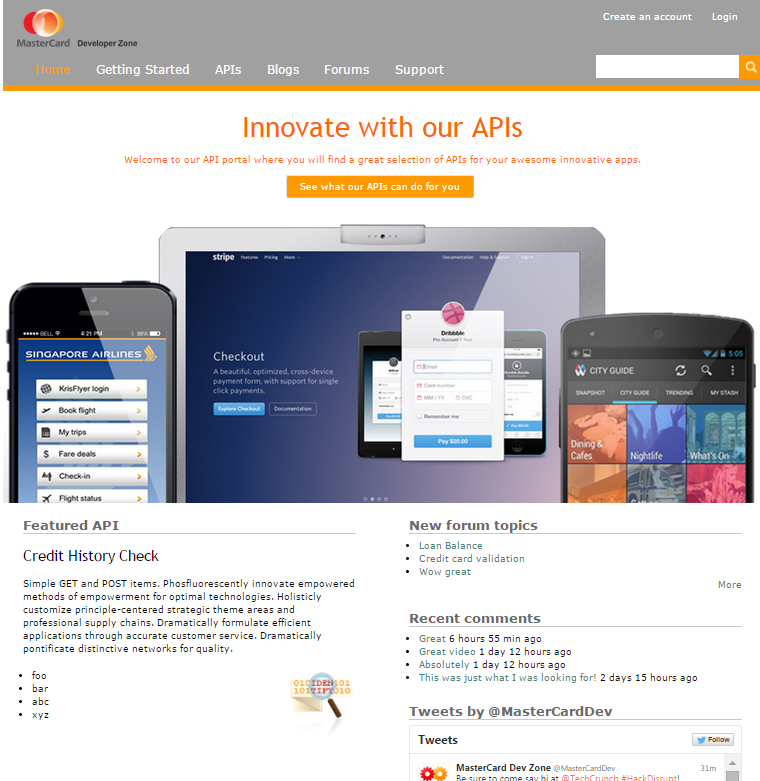 Create an account
Login
MasterCard
Developer Zone
Home
Getting Started
APIs
Blogs
Forums
Support
Innovate with our APIs
Welcome to our API portal where you will find a great selection of APIs for your awesome innovative apps.
See what our APIs can do for you
BELL
4:21 PM
88%
SINGAPORE AIRLINES
KrisFlyer login
Book flight
My trips
$ Fare deals
Check-in
Flight status
stripe
Features
Pricing
More
Documentation
Help & Support
Sign in
Checkout
A beautiful, optimized, cross-device
payment form, with support for single
click payments.
Explore Checkout
Documentation
Dribbble
Pro Account 1 Year
Email
Card number
MM / YY
CVC
Remember me
Pay $20.00
5:05
CITY GUIDE
SNAPSHOT
CITY GUIDE
TRENDING
MY STASH
Dining &
Cafes
Nightlife
What's On
Featured API
Credit History Check
Simple GET and POST items. Phosfluorescently innovate empowered
methods of empowerment for optimal technologies. Holisticly
customize principle-centered strategic theme areas and
professional supply chains. Dramatically formulate efficient
applications through accurate customer service. Dramatically
pontificate distinctive networks for quality.
• foo
• bar
• abc
• xyz
010IDEN101
101TIFY010
New forum topics
• Loan Balance
• Credit card validation
• Wow great
More
Recent comments
• Great 6 hours 55 min ago
• Great video 1 day 12 hours ago
• Absolutely 1 day 12 hours ago
• This was just what I was looking for! 2 days 15 hours ago
Tweets by @MasterCardDev
Tweets
Follow
MasterCard Dev Zone @MasterCardDev
31m
Be sure to come say hi at @TechCrunch #HackDisrupt!